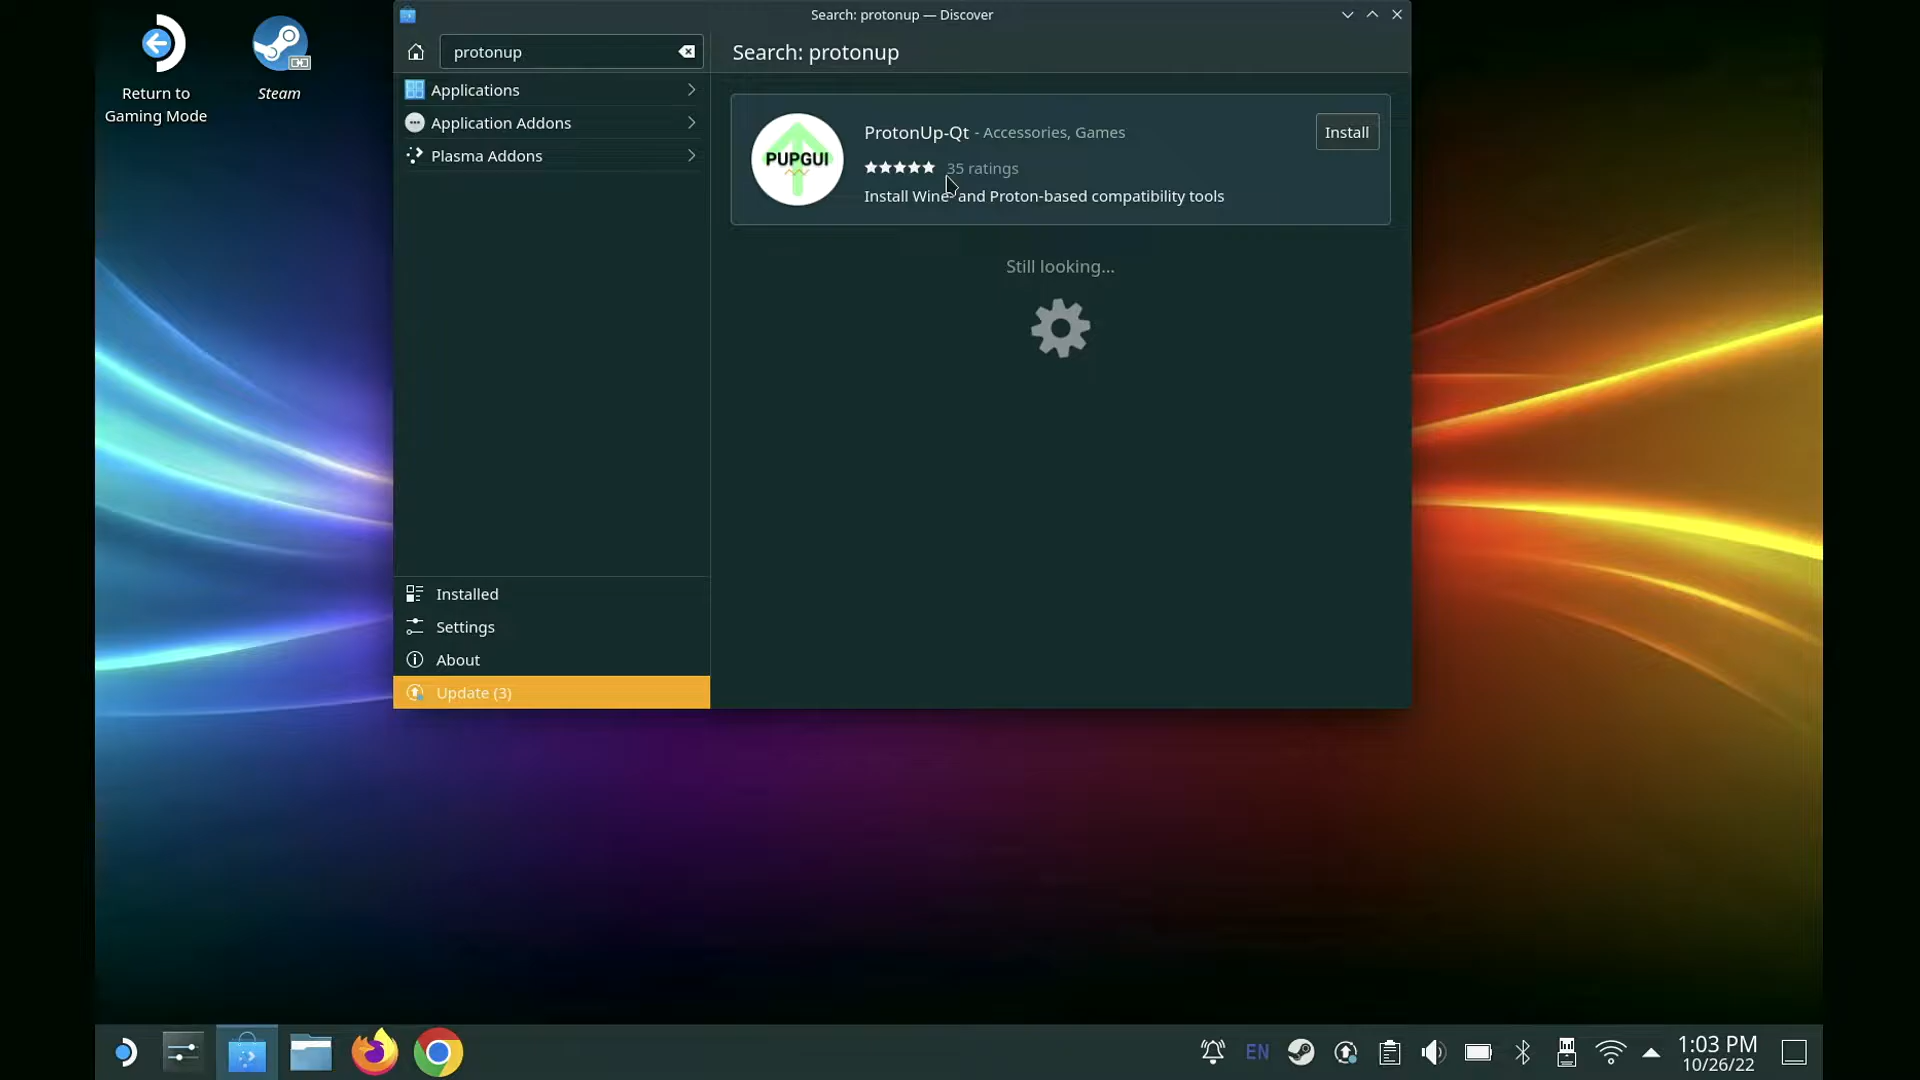 Return to
Gaming Mode
Steam
Search: protonup — Discover
protonup
Search: protonup
Applications
Application Addons
Plasma Addons
PUPGUI
ProtonUp-Qt - Accessories, Games
35 ratings
Install Wine- and Proton-based compatibility tools
Install
Still looking...
Installed
Settings
About
Update (3)
EN
1:03 PM
10/26/22